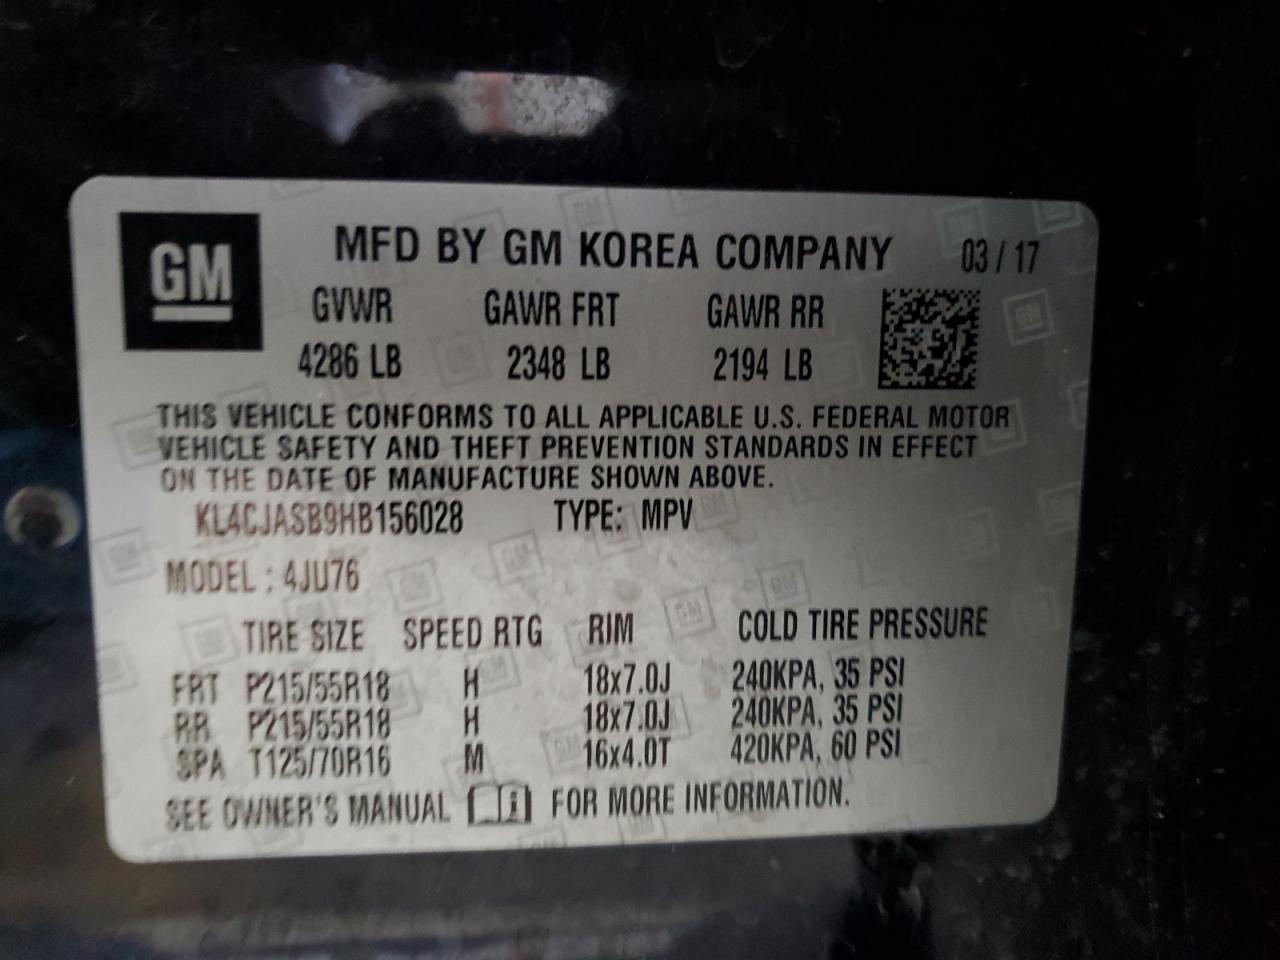 GM MFD BY GM KOREA COMPANY 03 / 17
GVWR GAWR FRT GAWR RR
4286 LB 2348 LB 2194 LB
THIS VEHICLE CONFORMS TO ALL APPLICABLE U.S. FEDERAL MOTOR
VEHICLE SAFETY AND THEFT PREVENTION STANDARDS IN EFFECT
ON THE DATE OF MANUFACTURE SHOWN ABOVE.
KL4CJASB9HB156028 TYPE: MPV
MODEL : 4JU76
TIRE SIZE SPEED RTG RIM COLD TIRE PRESSURE
FRT P215/55R18 H 18x7.0J 240KPA, 35 PSI
RR P215/55R18 H 18x7.0J 240KPA, 35 PSI
SPA T125/70R16 M 16x4.0T 420KPA, 60 PSI
SEE OWNER'S MANUAL i FOR MORE INFORMATION.